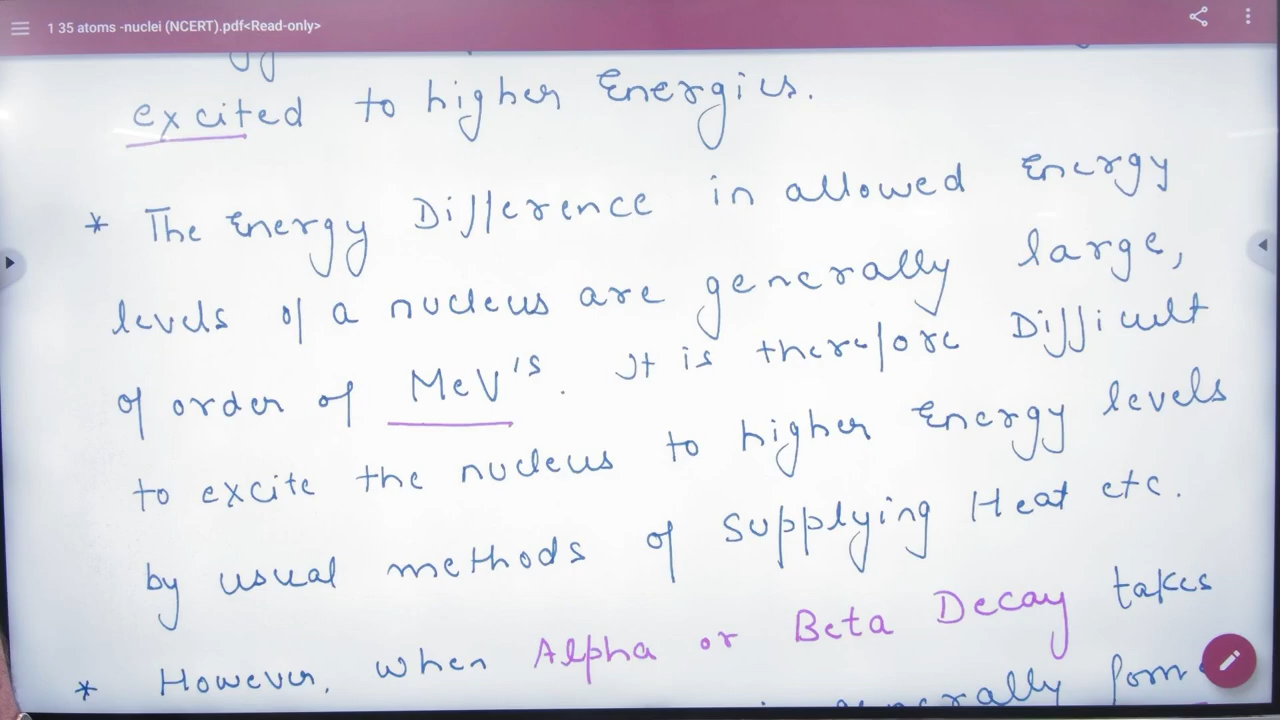 1 35 atoms -nuclei (NCERT).pdf<Read-only>
excited to higher Energies.
* The Energy Difference in allowed Energy
levels of a nucleus are generally large,
of order of MeV's. It is therefore Difficult
to excite the nucleus to higher Energy levels
by usual methods of Supplying Heat etc.
* However, when Alpha or Beta Decay takes
generally form